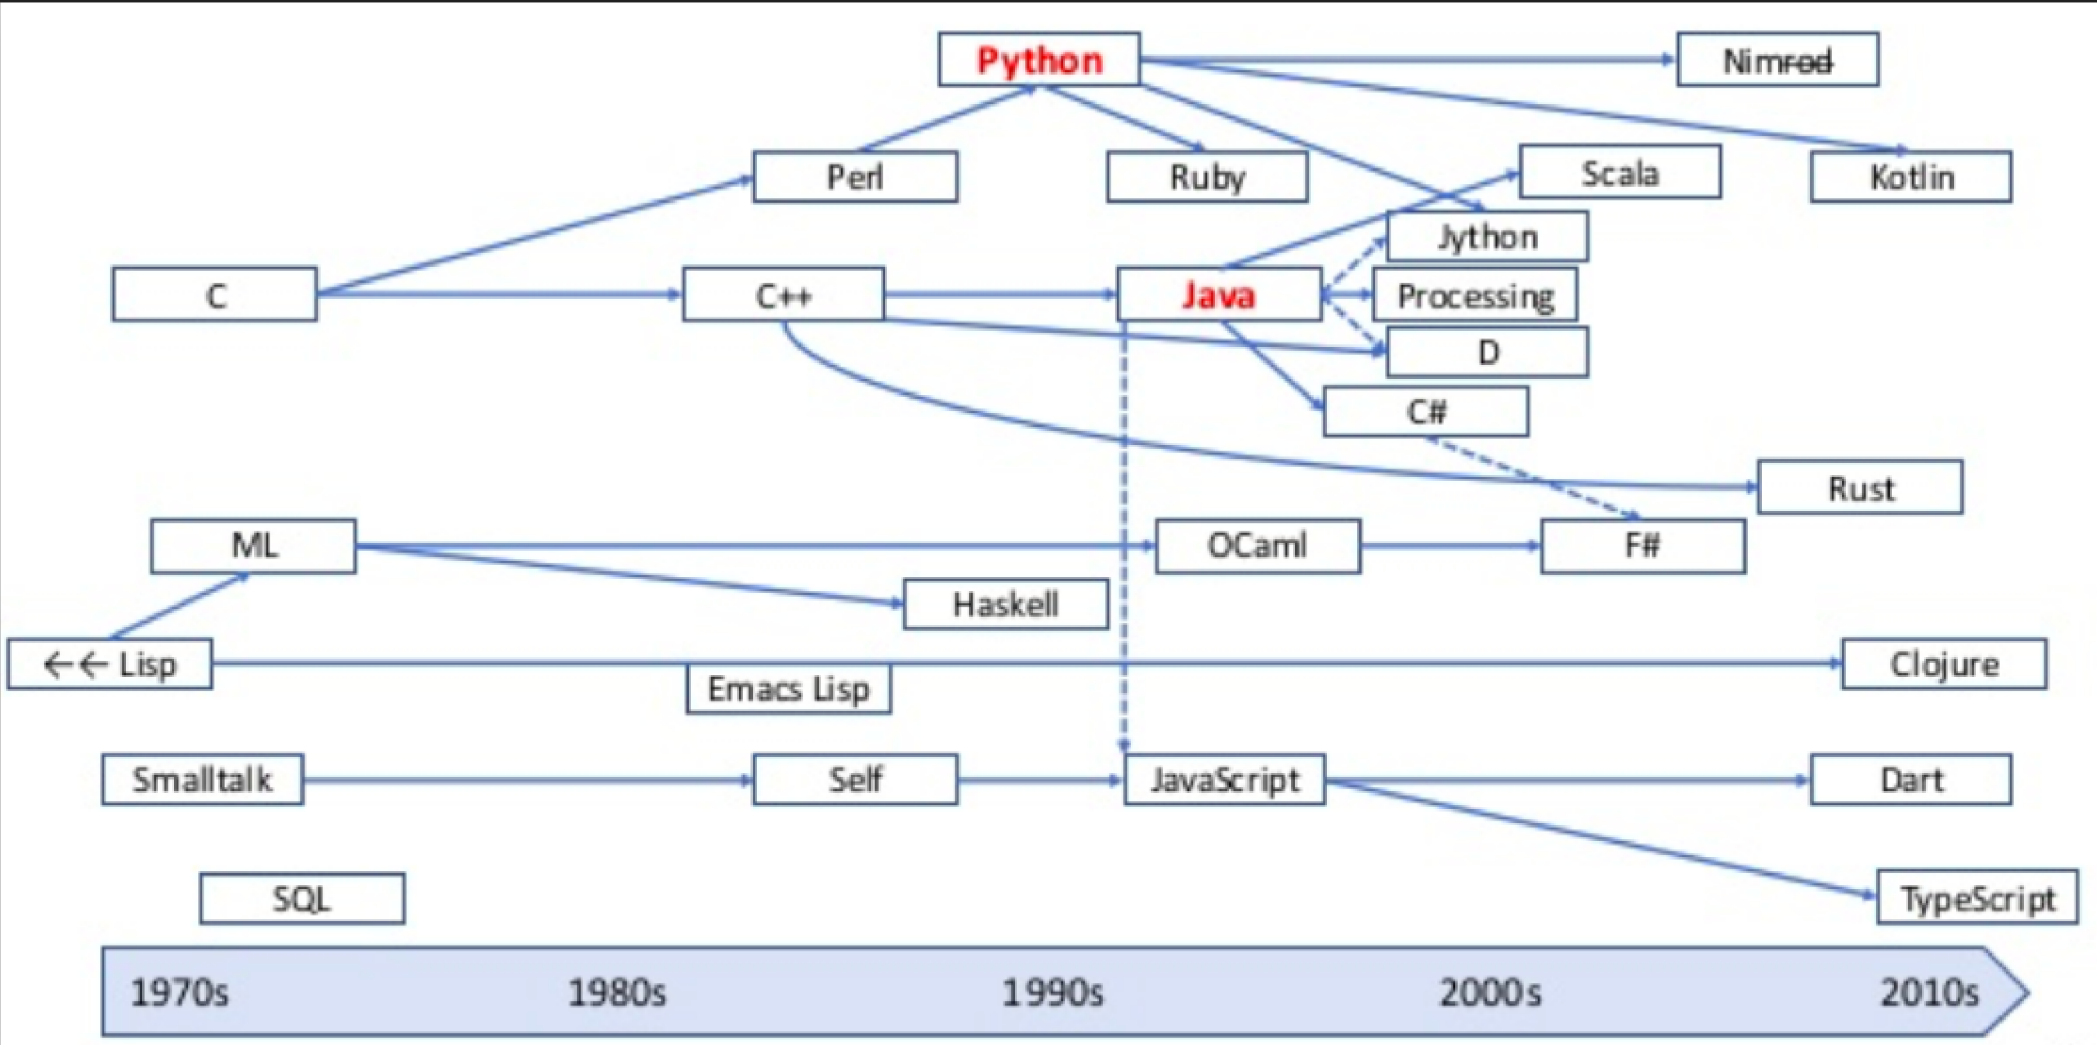 Python
Nimrod
Perl
Ruby
Scala
Kotlin
Jython
C
C++
Java
Processing
D
C#
Rust
ML
OCaml
F#
Haskell
←← Lisp
Clojure
Emacs Lisp
Smalltalk
Self
JavaScript
Dart
SQL
TypeScript
1970s 1980s 1990s 2000s 2010s